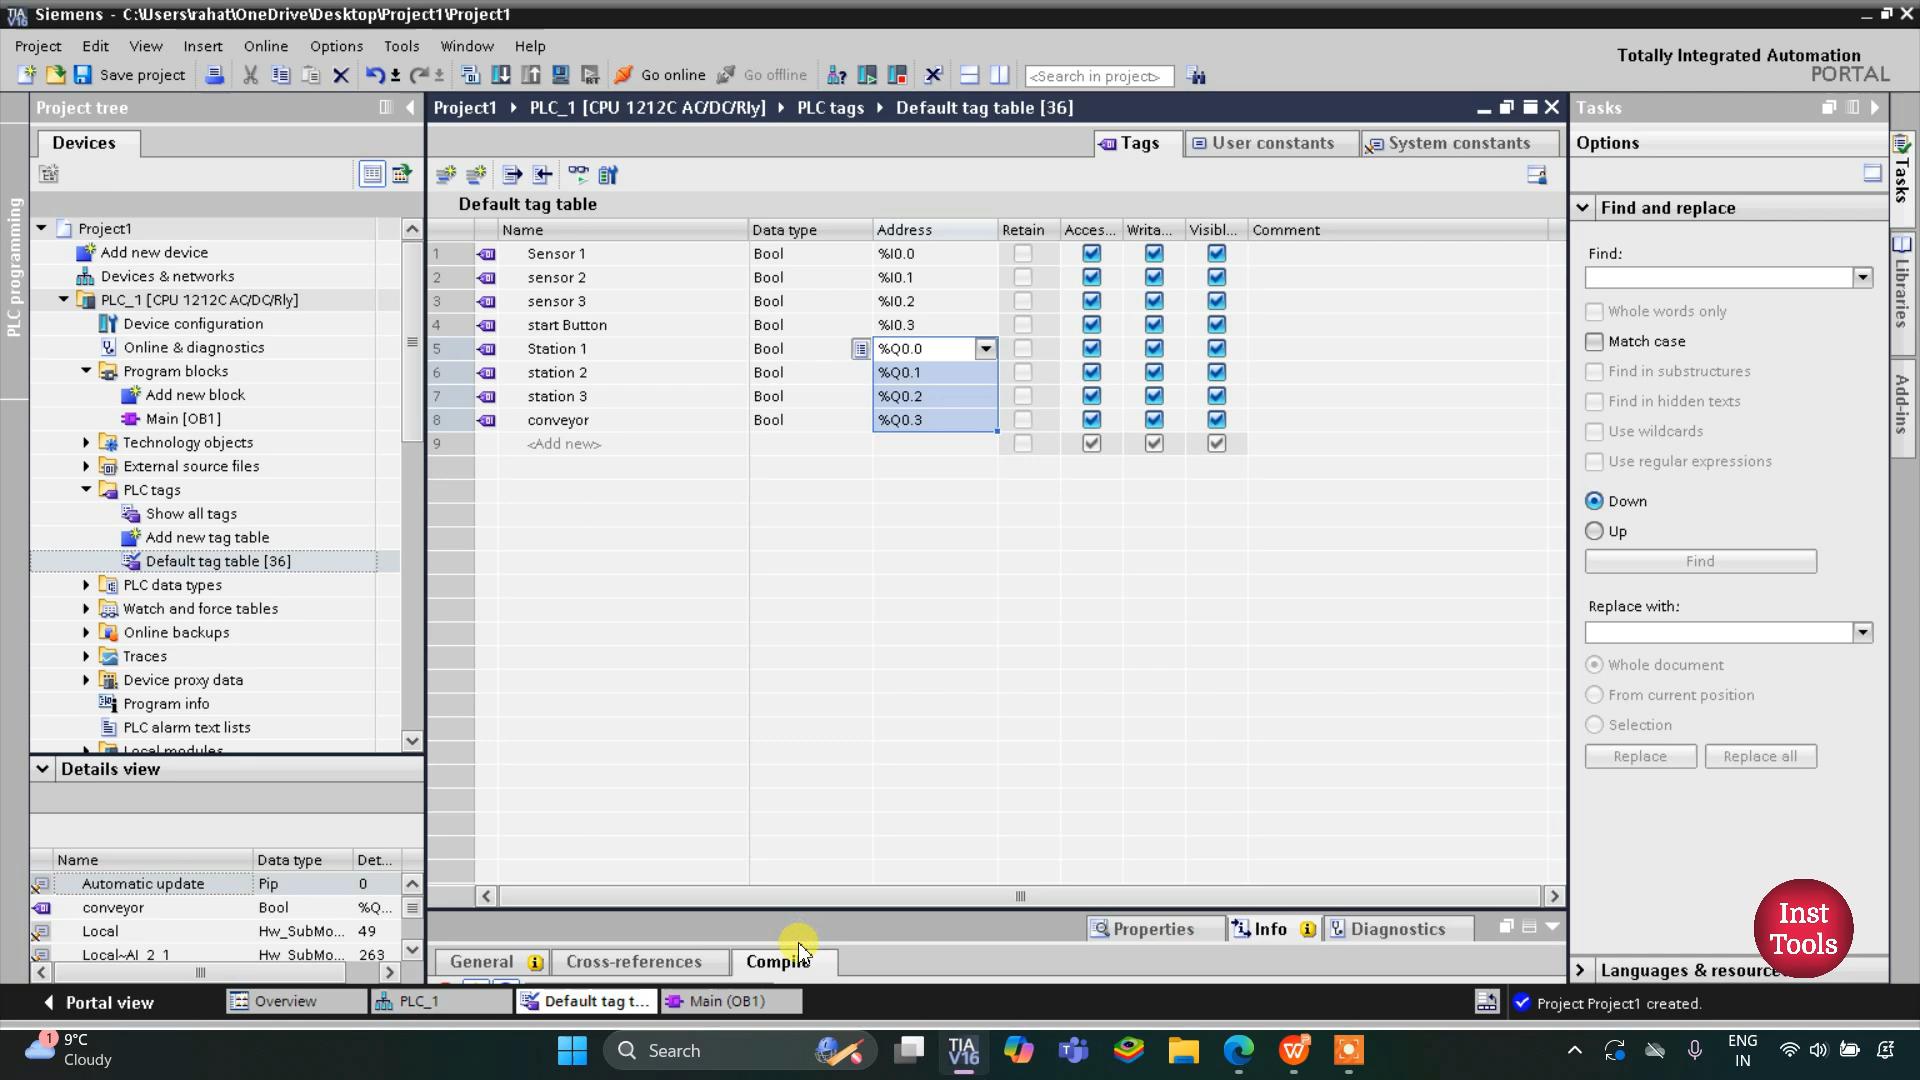 Siemens - C:\Users\rahat\OneDrive\Desktop\Project1\Project1
Project Edit View Insert Online Options Tools Window Help
Totally Integrated Automation
PORTAL
Save project Go online Go offline <Search in project>
Project tree
Project1 PLC_1 [CPU 1212C AC/DC/Rly] PLC tags Default tag table [36]
Tasks
Devices
Tags User constants System constants
Options
Default tag table
Find and replace
Name Data type Address Retain Acces... Writa... Visibl... Comment
1 Sensor 1 Bool %I0.0
2 sensor 2 Bool %I0.1
3 sensor 3 Bool %I0.2
4 start Button Bool %I0.3
5 Station 1 Bool %Q0.0
6 station 2 Bool %Q0.1
7 station 3 Bool %Q0.2
8 conveyor Bool %Q0.3
9 <Add new>
PLC programming
Project1
Add new device
Devices & networks
PLC_1 [CPU 1212C AC/DC/Rly]
Device configuration
Online & diagnostics
Program blocks
Add new block
Main [OB1]
Technology objects
External source files
PLC tags
Show all tags
Add new tag table
Default tag table [36]
PLC data types
Watch and force tables
Online backups
Traces
Device proxy data
Program info
PLC alarm text lists
Local modules
Find:
Whole words only
Match case
Find in substructures
Find in hidden texts
Use wildcards
Use regular expressions
Down
Up
Find
Replace with:
Whole document
From current position
Selection
Replace Replace all
Languages & resource
Tasks
Libraries
Add-ins
Details view
Name Data type Det...
Automatic update Pip 0
conveyor Bool %Q...
Local Hw_SubMo... 49
Local~AI_2_1 Hw_SubMo... 263
Properties Info Diagnostics
General Cross-references Compile
Inst
Tools
Portal view Overview PLC_1 Default tag t... Main (OB1)
Project Project1 created.
1
9°C
Cloudy
Search
TIA
V16
ENG
IN